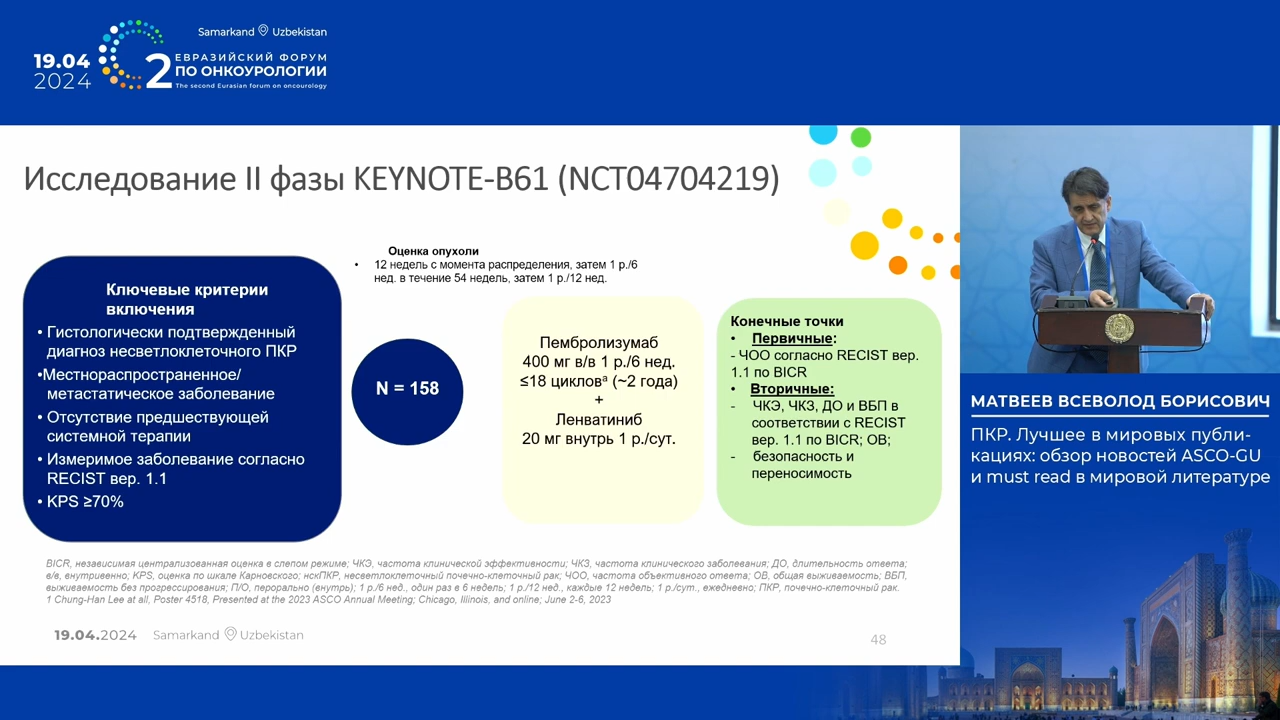 Samarkand Uzbekistan
19.04
2024
2
ЕВРАЗИЙСКИЙ ФОРУМ
ПО ОНКОУРОЛОГИИ
The second Eurasian forum on oncourology
Исследование II фазы KEYNOTE-B61 (NCT04704219)
Оценка опухоли
• 12 недель с момента распределения, затем 1 р./6
нед. в течение 54 недель, затем 1 р./12 нед.
Ключевые критерии
включения
• Гистологически подтвержденный
диагноз несветлоклеточного ПКР
•Местнораспространенное/
метастатическое заболевание
• Отсутствие предшествующей
системной терапии
• Измеримое заболевание согласно
RECIST вер. 1.1
• KPS ≥70%
N = 158
Пембролизумаб
400 мг в/в 1 р./6 нед.
≤18 цикловᵃ (~2 года)
+
Ленватиниб
20 мг внутрь 1 р./сут.
Конечные точки
• Первичные:
- ЧОО согласно RECIST вер.
1.1 по BICR
• Вторичные:
- ЧКЭ, ЧКЗ, ДО и ВБП в
соответствии с RECIST
вер. 1.1 по BICR; ОВ;
- безопасность и
переносимость
BICR, независимая централизованная оценка в слепом режиме; ЧКЭ, частота клинической эффективности; ЧКЗ, частота клинического заболевания; ДО, длительность ответа;
в/в, внутривенно; KPS, оценка по шкале Карновского; нскПКР, несветлоклеточный почечно-клеточный рак; ЧОО, частота объективного ответа; ОВ, общая выживаемость; ВБП,
выживаемость без прогрессирования; П/О, перорально (внутрь); 1 р./6 нед., один раз в 6 недель; 1 р./12 нед., каждые 12 недель; 1 р./сут., ежедневно; ПКР, почечно-клеточный рак.
1 Chung-Han Lee at all, Poster 4518, Presented at the 2023 ASCO Annual Meeting; Chicago, Illinois, and online; June 2-6, 2023
19.04.2024 Samarkand Uzbekistan
48
МАТВЕЕВ ВСЕВОЛОД БОРИСОВИЧ
ПКР. Лучшее в мировых публи-
кациях: обзор новостей ASCO-GU
и must read в мировой литературе